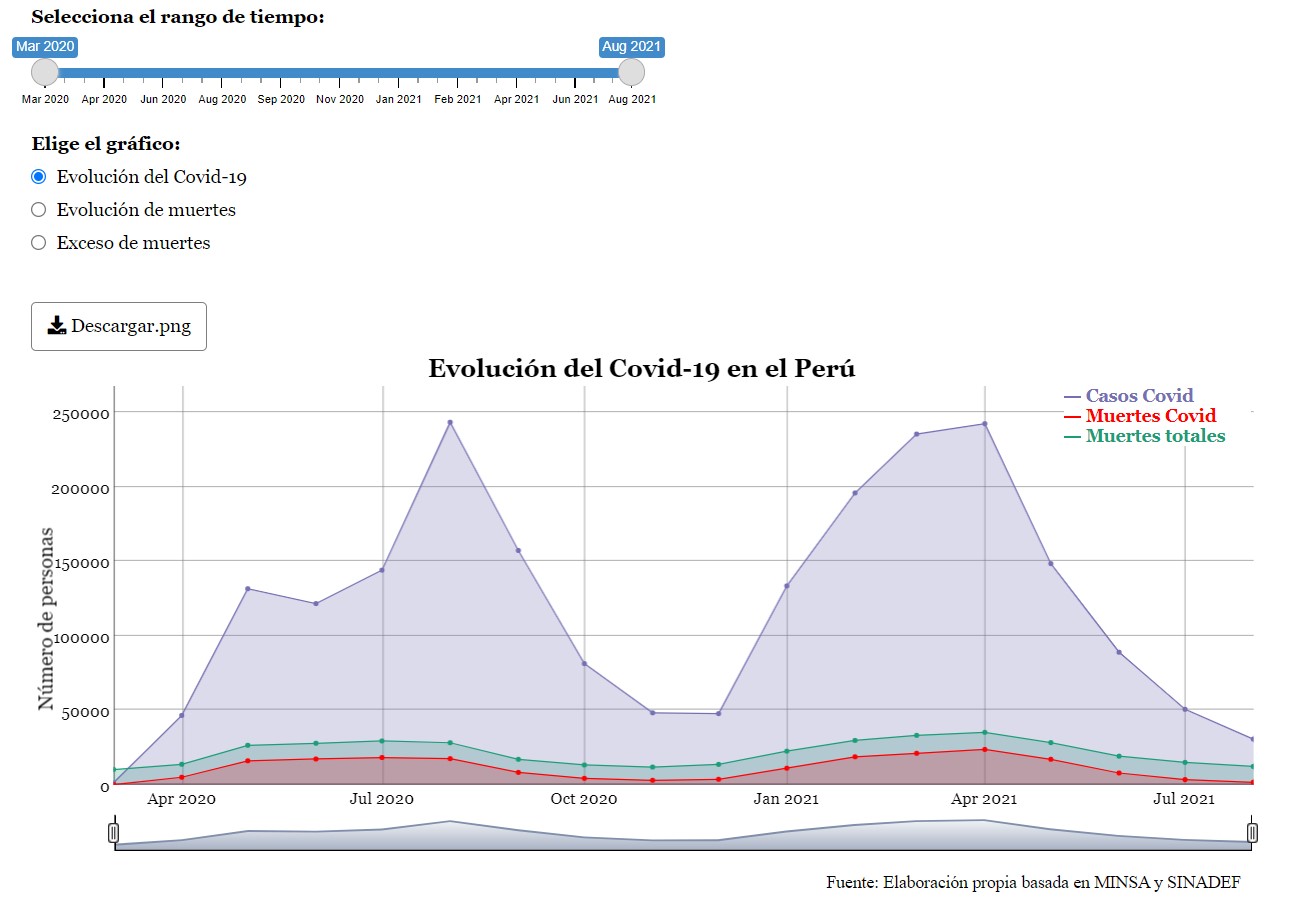 Selecciona el rango de tiempo:
Mar 2020 Aug 2021
Mar 2020 Apr 2020 Jun 2020 Aug 2020 Sep 2020 Nov 2020 Jan 2021 Feb 2021 Apr 2021 Jun 2021 Aug 2021
Elige el gráfico:
Evolución del Covid-19
Evolución de muertes
Exceso de muertes
Descargar.png
Evolución del Covid-19 en el Perú
Casos Covid
Muertes Covid
Muertes totales
Número de personas
250000
200000
150000
100000
50000
0
Apr 2020 Jul 2020 Oct 2020 Jan 2021 Apr 2021 Jul 2021
Fuente: Elaboración propia basada en MINSA y SINADEF